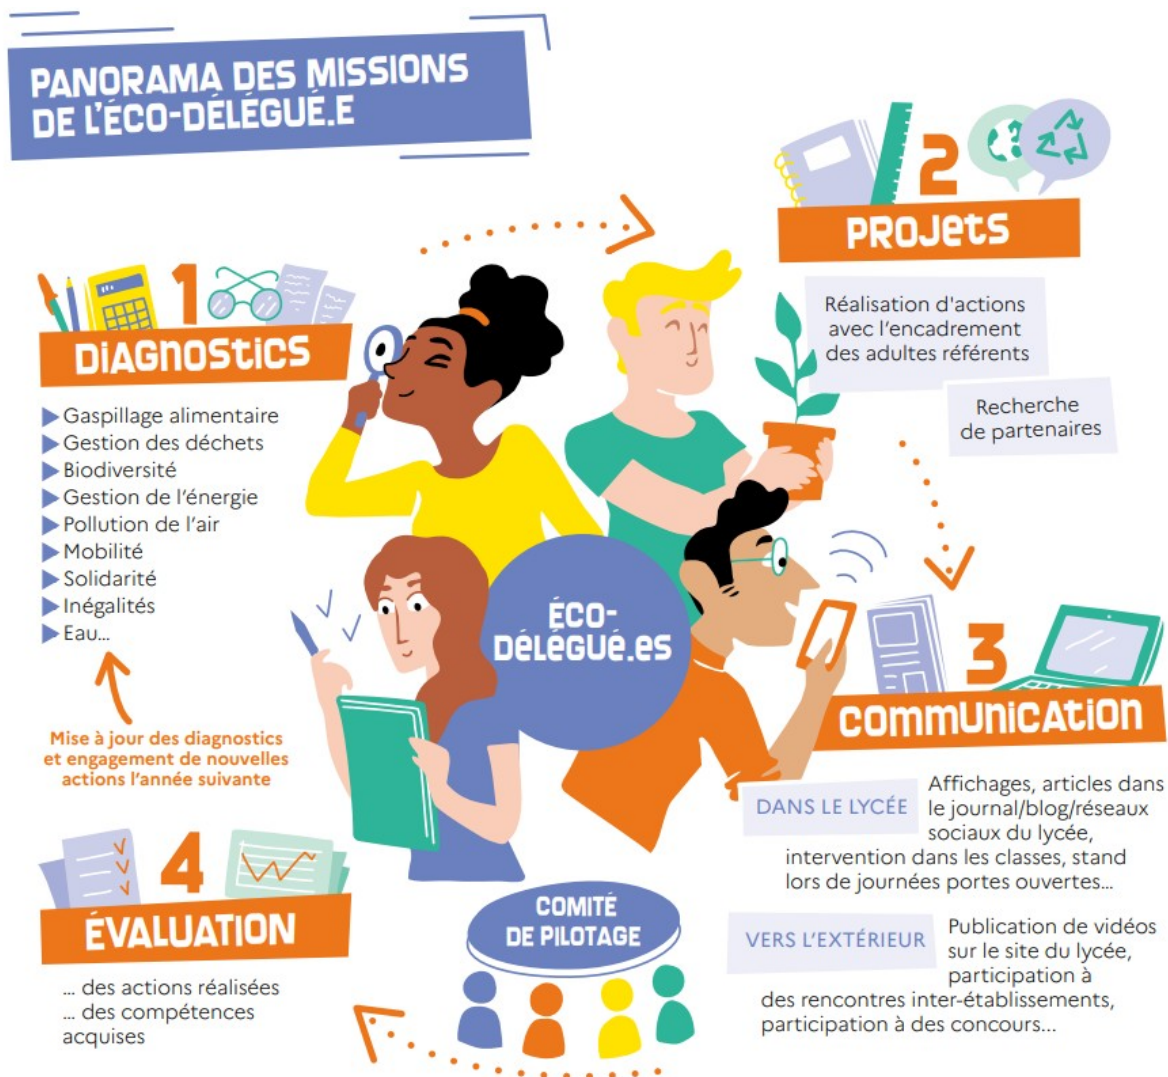 PANORAMA DES MISSIONS
DE L'ÉCO-DÉLÉGUÉ.E
1
DIAGNOSTICS
Gaspillage alimentaire
Gestion des déchets
Biodiversité
Gestion de l'énergie
Pollution de l'air
Mobilité
Solidarité
Inégalités
Eau...
Mise à jour des diagnostics
et engagement de nouvelles
actions l'année suivante
2
PROJETS
Réalisation d'actions
avec l'encadrement
des adultes référents
Recherche
de partenaires
ÉCO-
DÉLÉGUÉ.ES
3
COMMUNICATION
DANS LE LYCÉE
Affichages, articles dans
le journal/blog/réseaux
sociaux du lycée,
intervention dans les classes, stand
lors de journées portes ouvertes...
VERS L'EXTÉRIEUR
Publication de vidéos
sur le site du lycée,
participation à
des rencontres inter-établissements,
participation à des concours...
COMITÉ
DE PILOTAGE
4
ÉVALUATION
... des actions réalisées
... des compétences
acquises